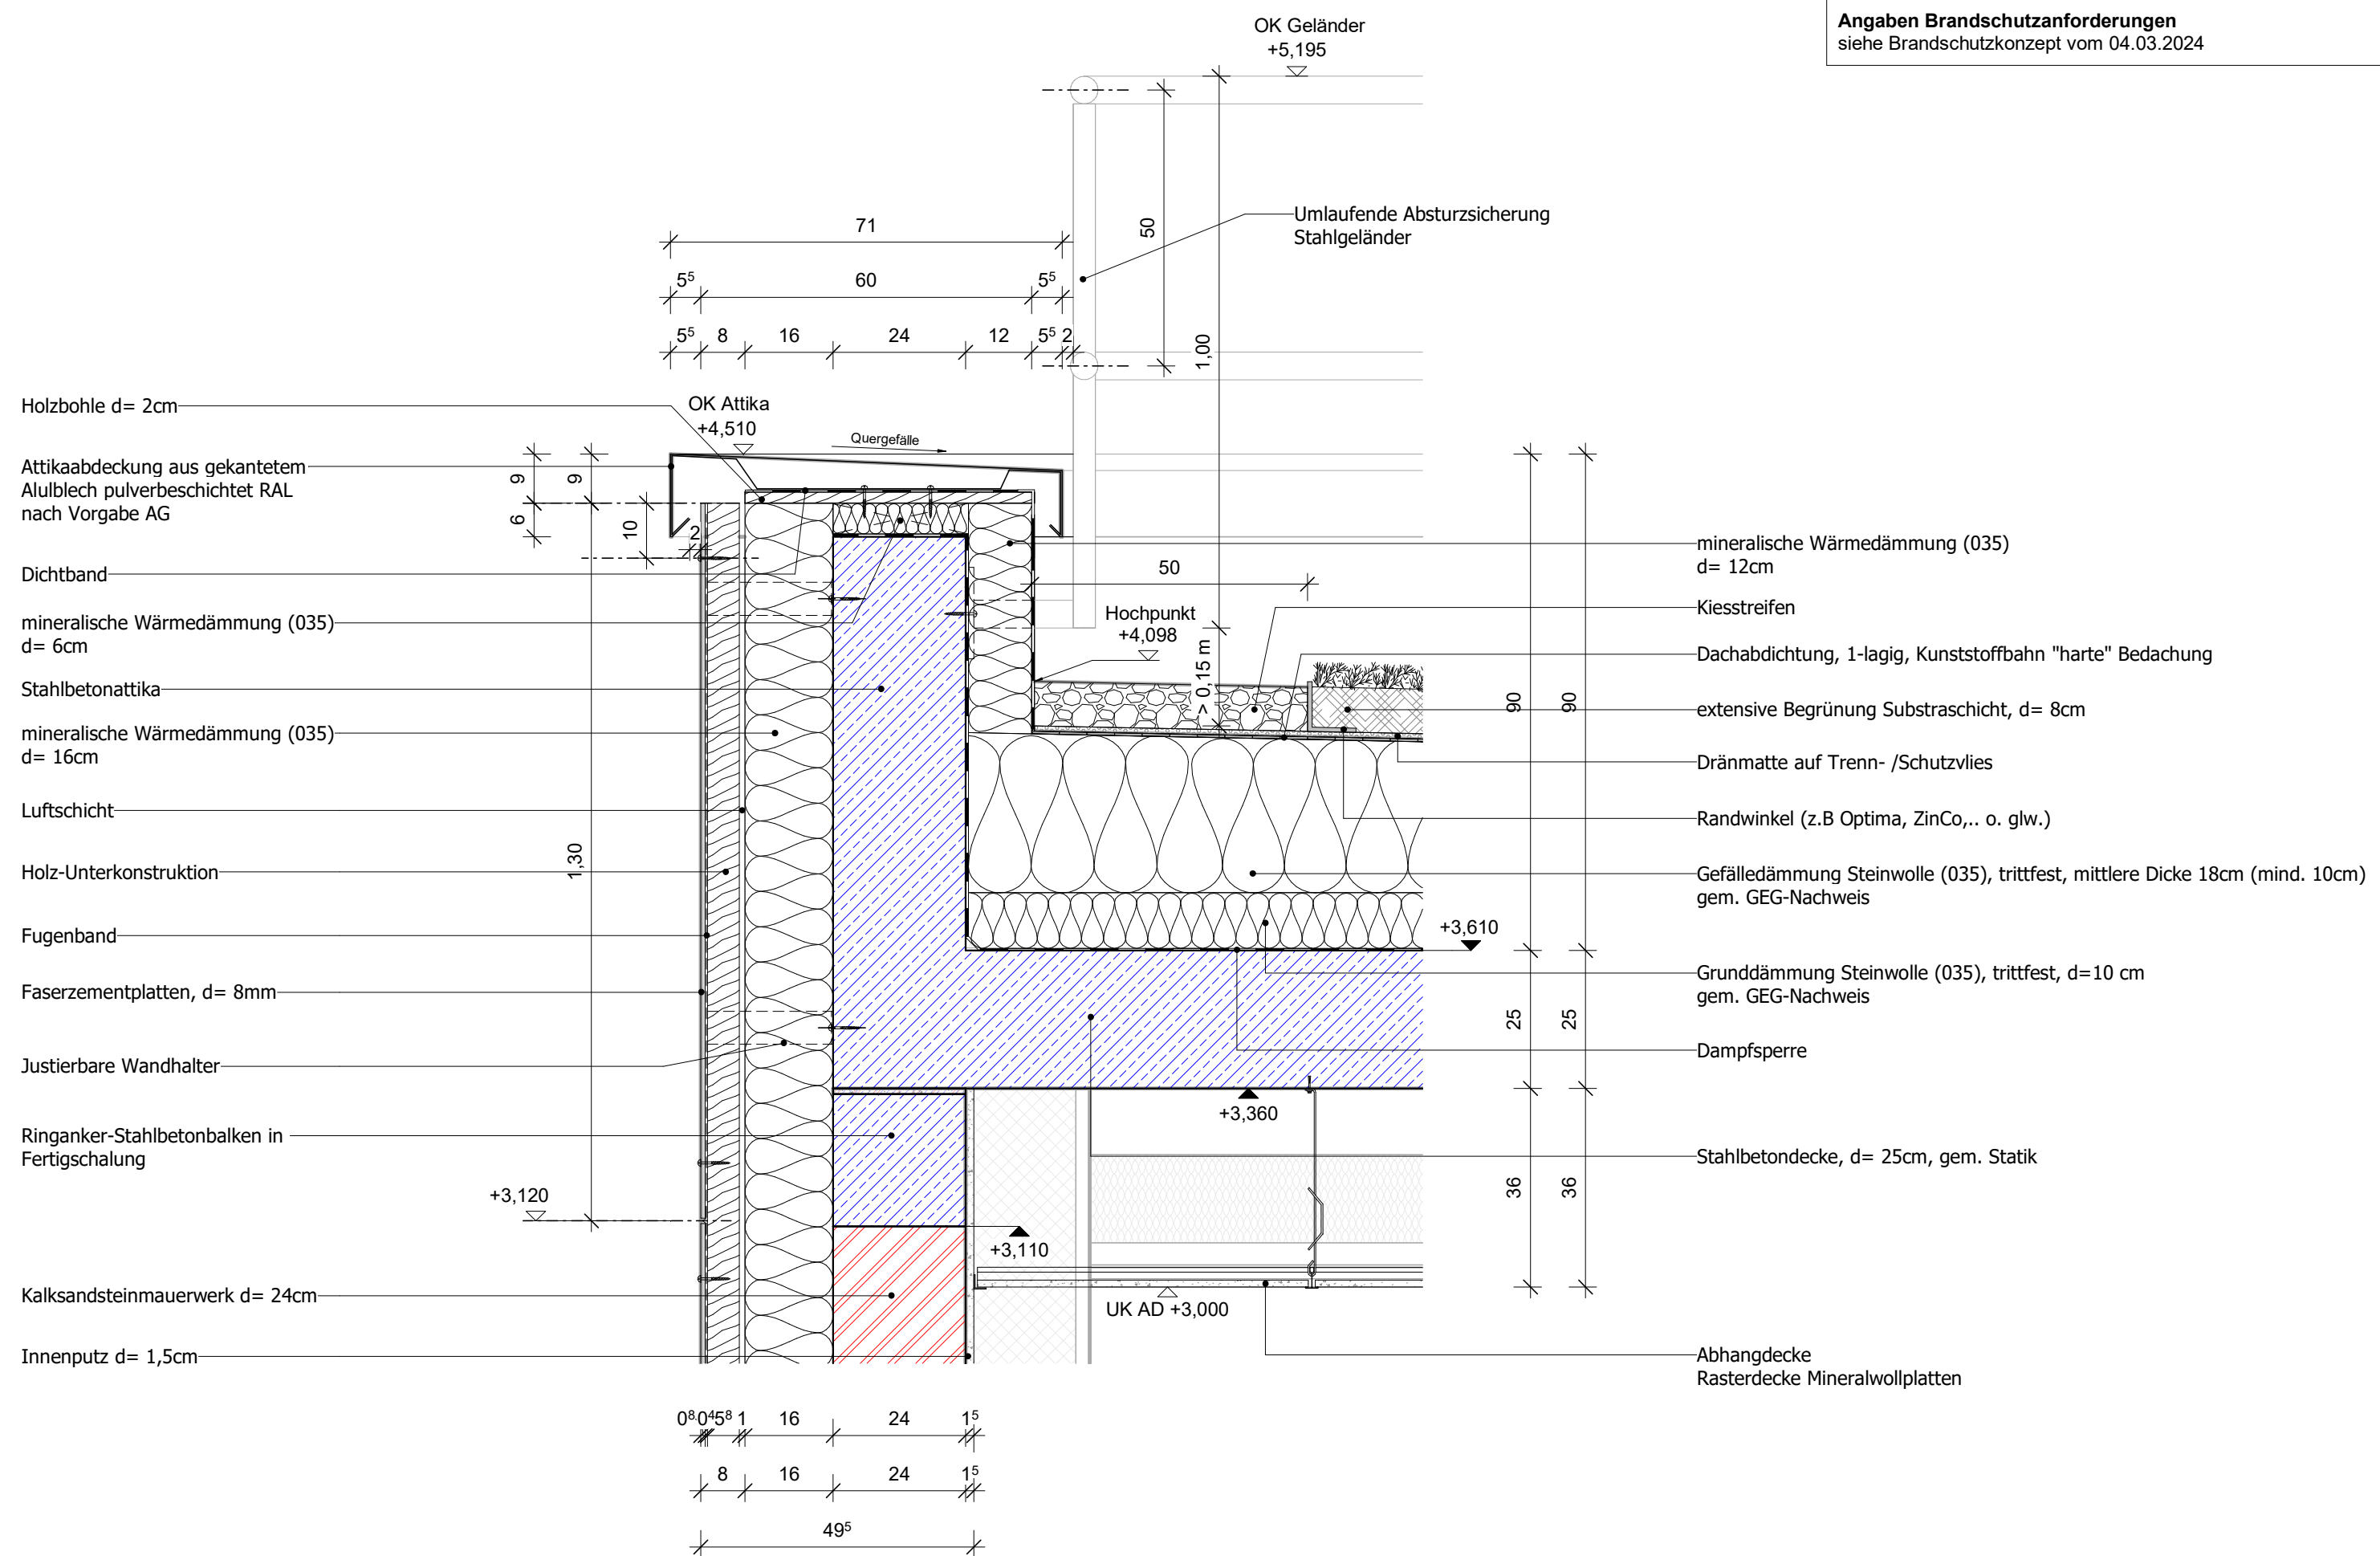 Angaben Brandschutzanforderungen
siehe Brandschutzkonzept vom 04.03.2024
OK Geländer
+5,195
Umlaufende Absturzsicherung
Stahlgeländer
50
1,00
71
5⁵ 60 5⁵
5⁵ 8 16 24 12 5⁵ 2
OK Attika
+4,510
Quergefälle
9
6
9
10
2
1,30
+3,120
Holzbohle d= 2cm
Attikaabdeckung aus gekantetem
Alulblech pulverbeschichtet RAL
nach Vorgabe AG
Dichtband
mineralische Wärmedämmung (035)
d= 6cm
Stahlbetonattika
mineralische Wärmedämmung (035)
d= 16cm
Luftschicht
Holz-Unterkonstruktion
Fugenband
Faserzementplatten, d= 8mm
Justierbare Wandhalter
Ringanker-Stahlbetonbalken in
Fertigschalung
Kalksandsteinmauerwerk d= 24cm
Innenputz d= 1,5cm
50
Hochpunkt
+4,098
> 0,15 m
+3,610
+3,360
+3,110
UK AD +3,000
90
90
25
25
36
36
mineralische Wärmedämmung (035)
d= 12cm
Kiesstreifen
Dachabdichtung, 1-lagig, Kunststoffbahn "harte" Bedachung
extensive Begrünung Substraschicht, d= 8cm
Dränmatte auf Trenn- /Schutzvlies
Randwinkel (z.B Optima, ZinCo,.. o. glw.)
Gefälledämmung Steinwolle (035), trittfest, mittlere Dicke 18cm (mind. 10cm)
gem. GEG-Nachweis
Grunddämmung Steinwolle (035), trittfest, d=10 cm
gem. GEG-Nachweis
Dampfsperre
Stahlbetondecke, d= 25cm, gem. Statik
Abhangdecke
Rasterdecke Mineralwollplatten
0⁸ 0⁴ 5⁸ 1 16 24 1⁵
8 16 24 1⁵
49⁵